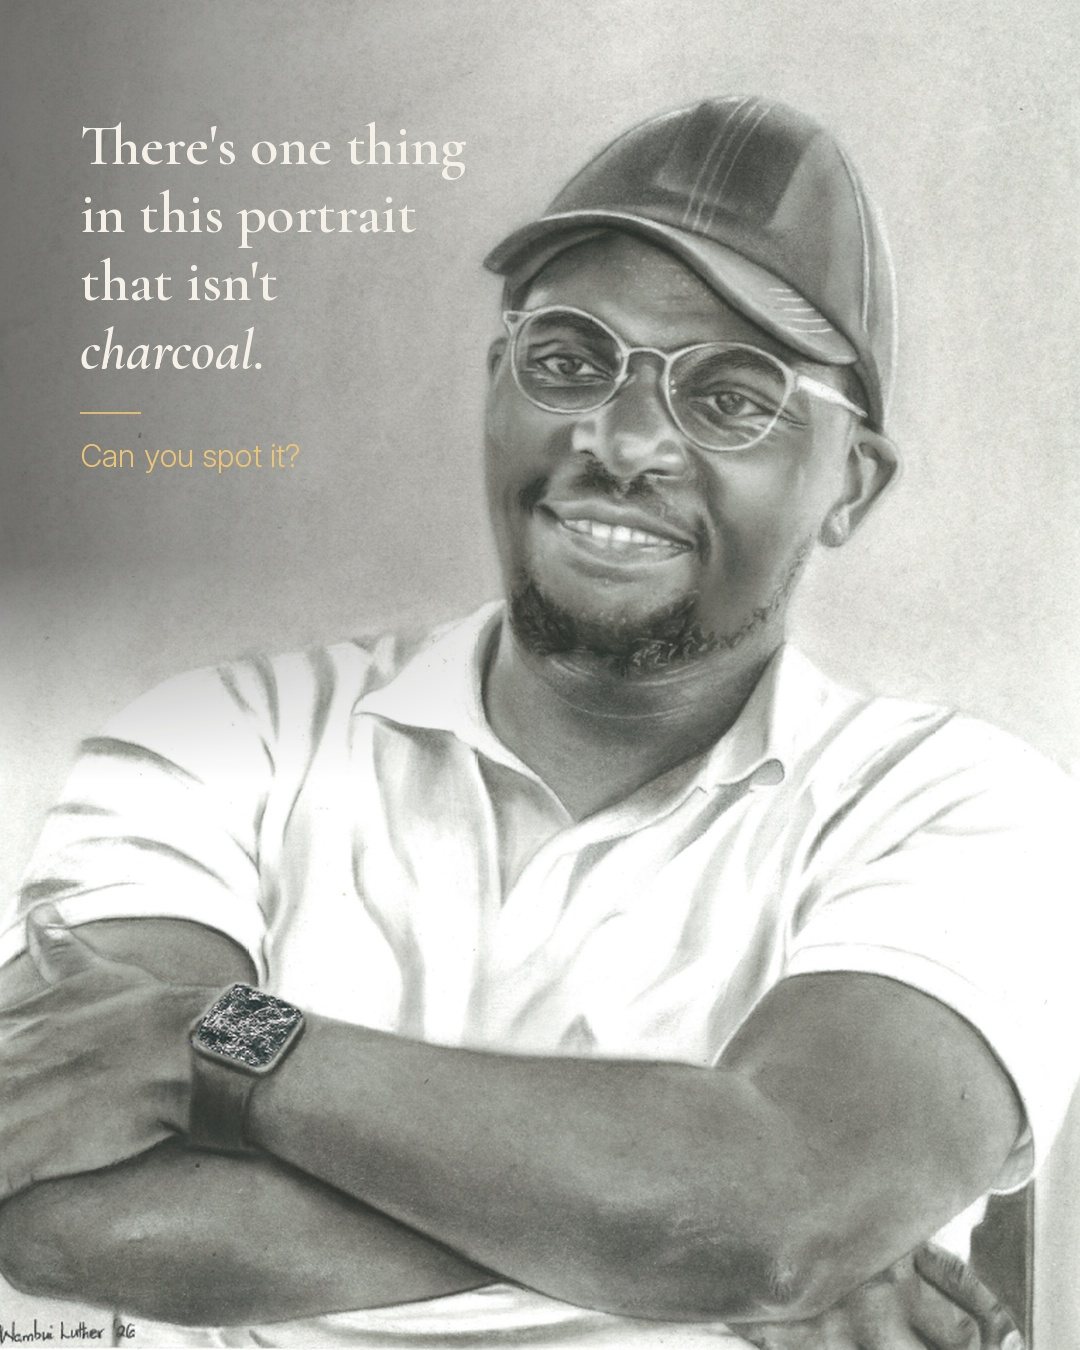 There's one thing
in this portrait
that isn't
charcoal.
Can you spot it?
Wambui Luther '26